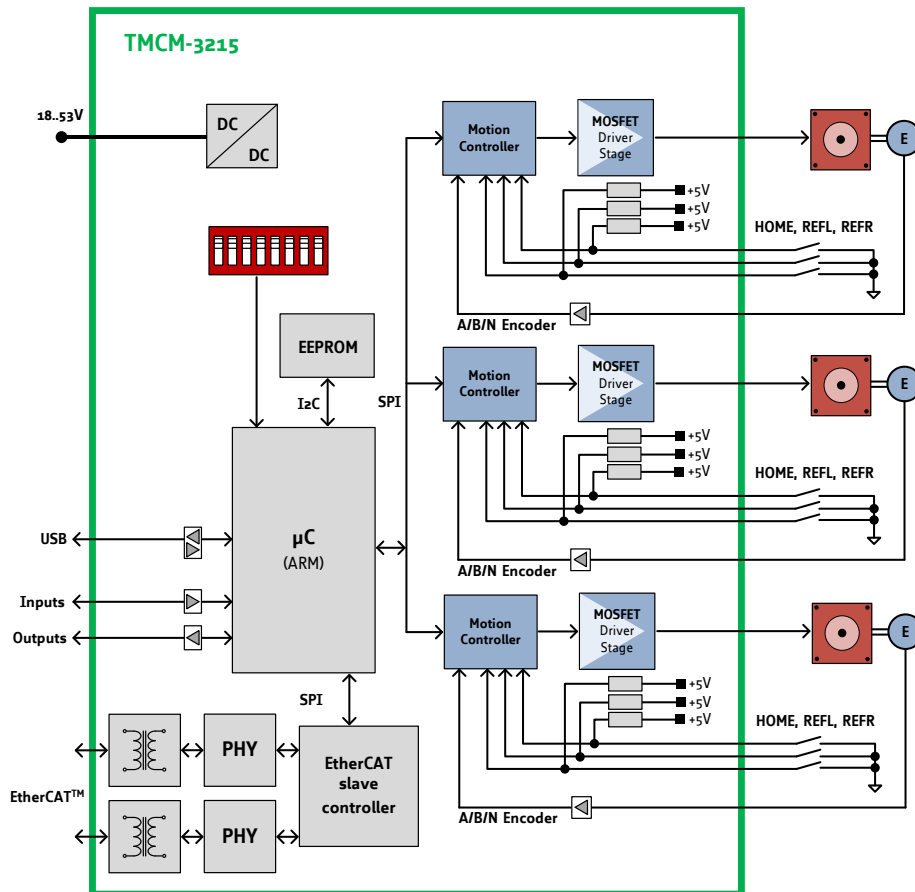 TMCM-3215
18..53V
DC
DC
Motion
Controller
MOSFET
Driver
Stage
E
+5V
+5V
+5V
HOME, REFL, REFR
A/B/N Encoder
EEPROM
I2C
SPI
Motion
Controller
MOSFET
Driver
Stage
E
+5V
+5V
+5V
HOME, REFL, REFR
A/B/N Encoder
µC
(ARM)
USB
Inputs
Outputs
Motion
Controller
MOSFET
Driver
Stage
E
+5V
+5V
+5V
HOME, REFL, REFR
A/B/N Encoder
SPI
PHY
EtherCAT
slave
controller
EtherCAT™
PHY